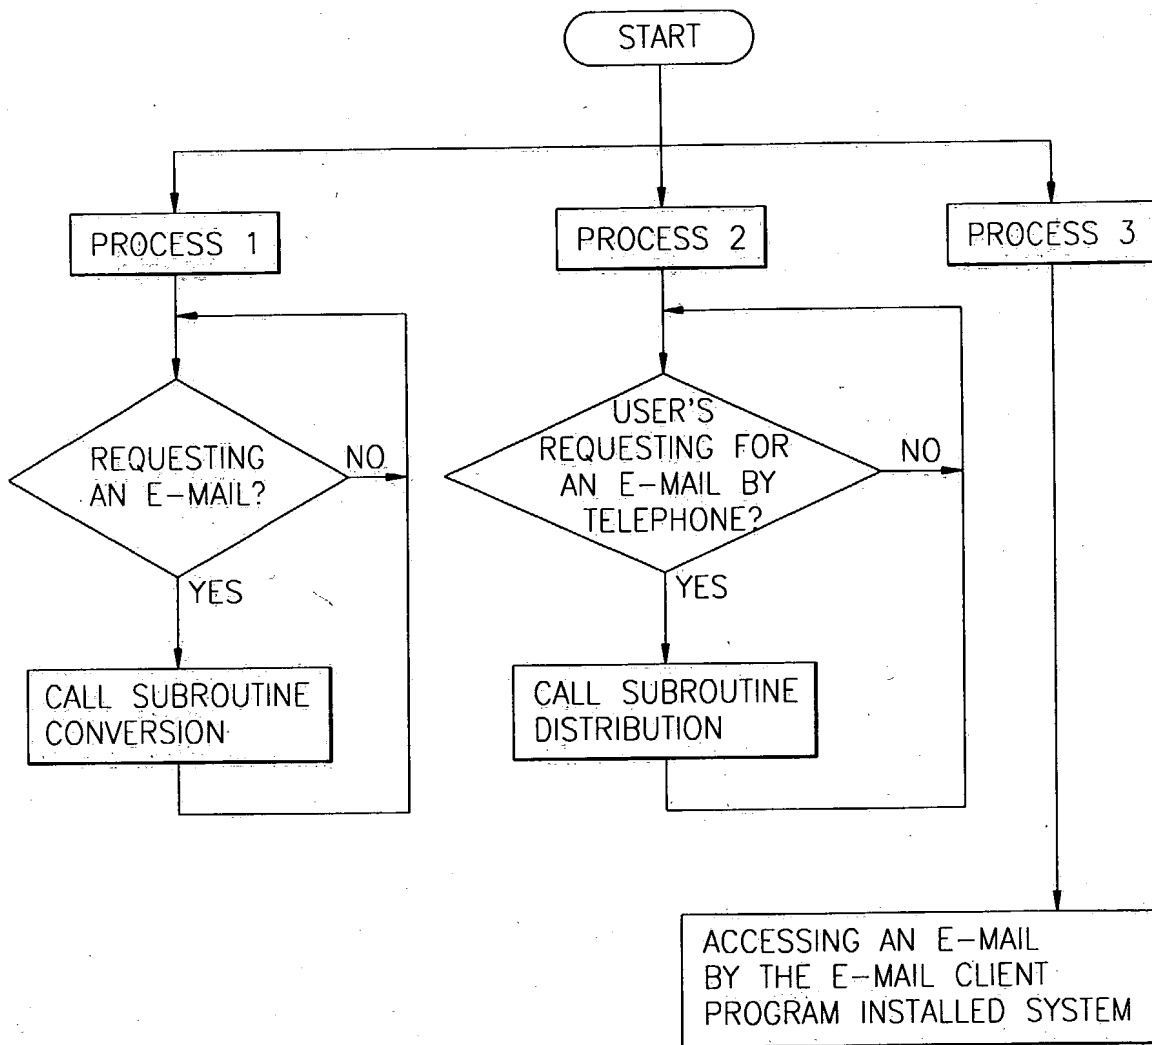 START
PROCESS 1
PROCESS 2
PROCESS 3
REQUESTING
AN E-MAIL?
NO
YES
CALL SUBROUTINE
CONVERSION
USER'S
REQUESTING FOR
AN E-MAIL BY
TELEPHONE?
NO
YES
CALL SUBROUTINE
DISTRIBUTION
ACCESSING AN E-MAIL
BY THE E-MAIL CLIENT
PROGRAM INSTALLED SYSTEM